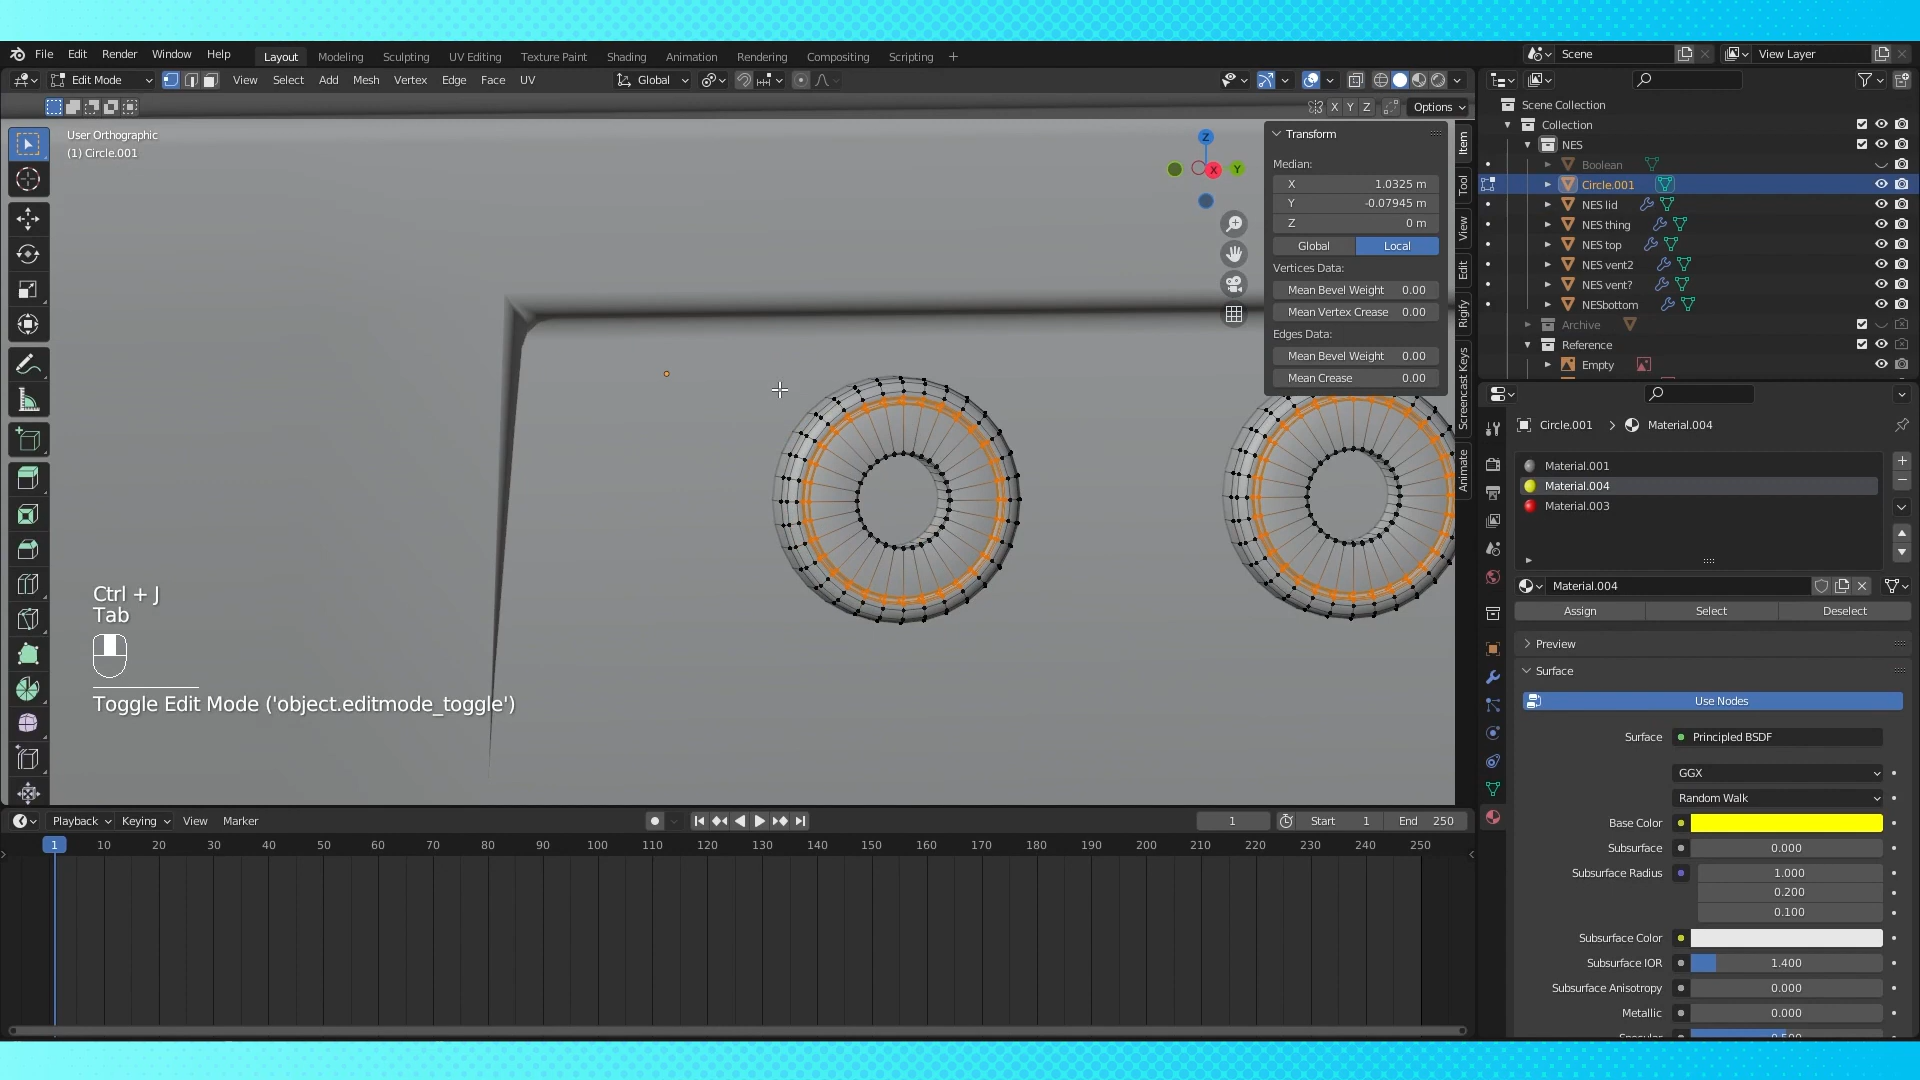 File Edit Render Window Help Layout Modeling Sculpting UV Editing Texture Paint Shading Animation Rendering Compositing Scripting + Scene View Layer
Edit Mode View Select Add Mesh Vertex Edge Face UV Global
X Y Z Options
User Orthographic
(1) Circle.001
Z
X
Y
Transform
Median:
X 1.0325 m
Y -0.07945 m
Z 0 m
Global Local
Vertices Data:
Mean Bevel Weight 0.00
Mean Vertex Crease 0.00
Edges Data:
Mean Bevel Weight 0.00
Mean Crease 0.00
Item
Tool
View
Edit
Rigify
Screencast Keys
Animate
Scene Collection
Collection
NES
Boolean
Circle.001
NES lid
NES thing
NES top
NES vent2
NES vent?
NESbottom
Archive
Reference
Empty
Circle.001 > Material.004
Material.001
Material.004
Material.003
Material.004
Assign Select Deselect
Preview
Surface
Use Nodes
Surface Principled BSDF
GGX
Random Walk
Base Color
Subsurface 0.000
Subsurface Radius 1.000
0.200
0.100
Subsurface Color
Subsurface IOR 1.400
Subsurface Anisotropy 0.000
Metallic 0.000
Ctrl + J
Tab
Toggle Edit Mode ('object.editmode_toggle')
Playback Keying View Marker 1 Start 1 End 250
1 10 20 30 40 50 60 70 80 90 100 110 120 130 140 150 160 170 180 190 200 210 220 230 240 250